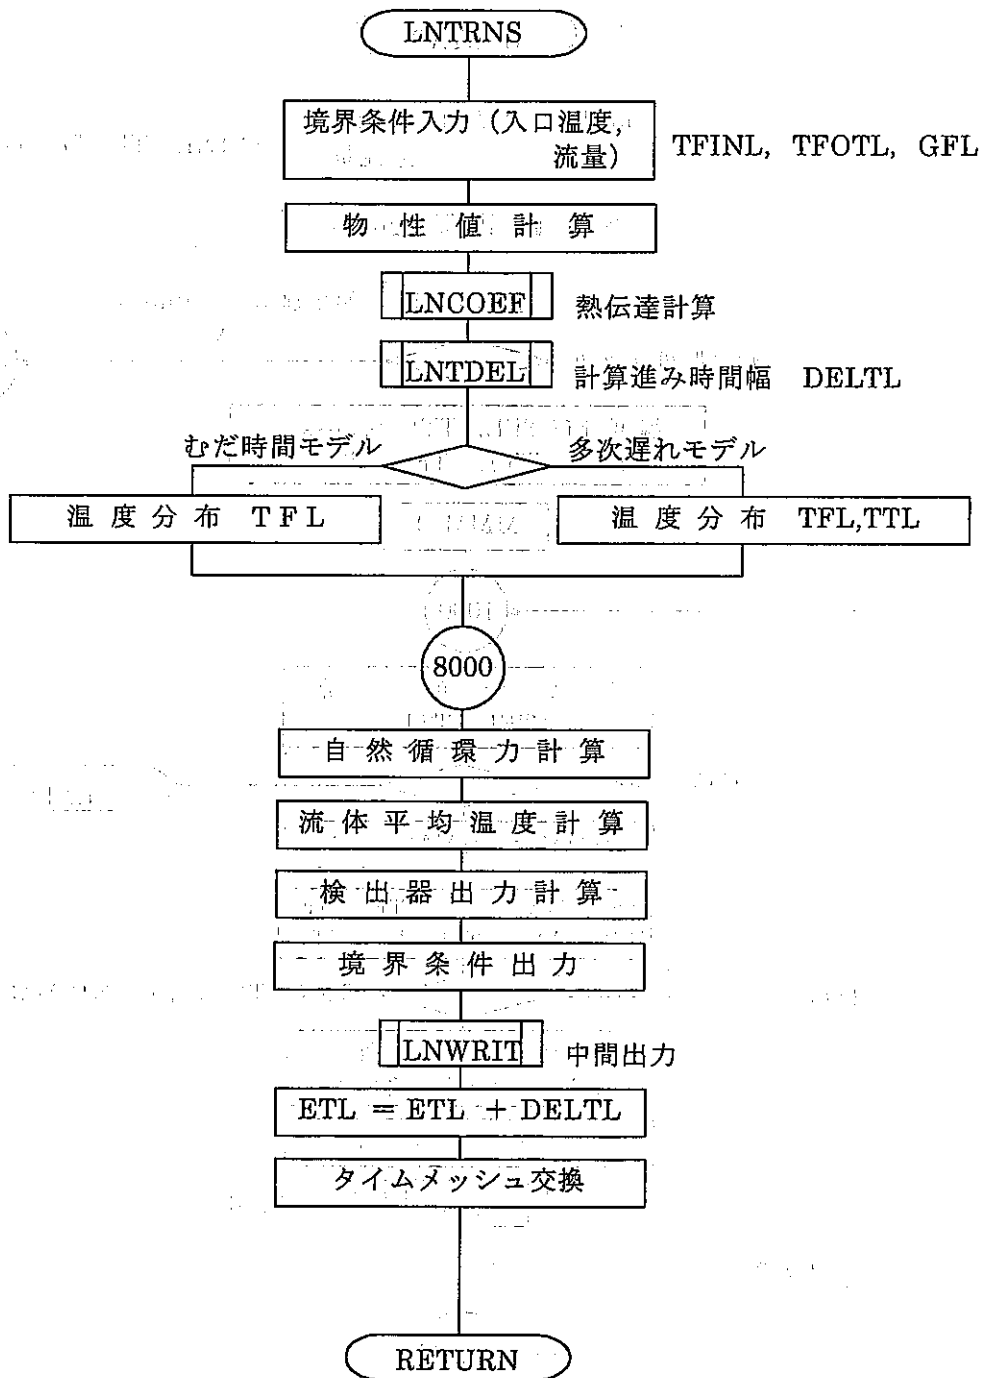 LNTRNS
境界条件入力（入口温度,
流量）
TFINL, TFOTL, GFL
物性値計算
LNCOEF
熱伝達計算
LNTDEL
計算進み時間幅 DELTL
むだ時間モデル
多次遅れモデル
温度分布 TFL
温度分布 TFL,TTL
8000
自然循環力計算
流体平均温度計算
検出器出力計算
境界条件出力
LNWRIT
中間出力
ETL = ETL + DELTL
タイムメッシュ交換
RETURN